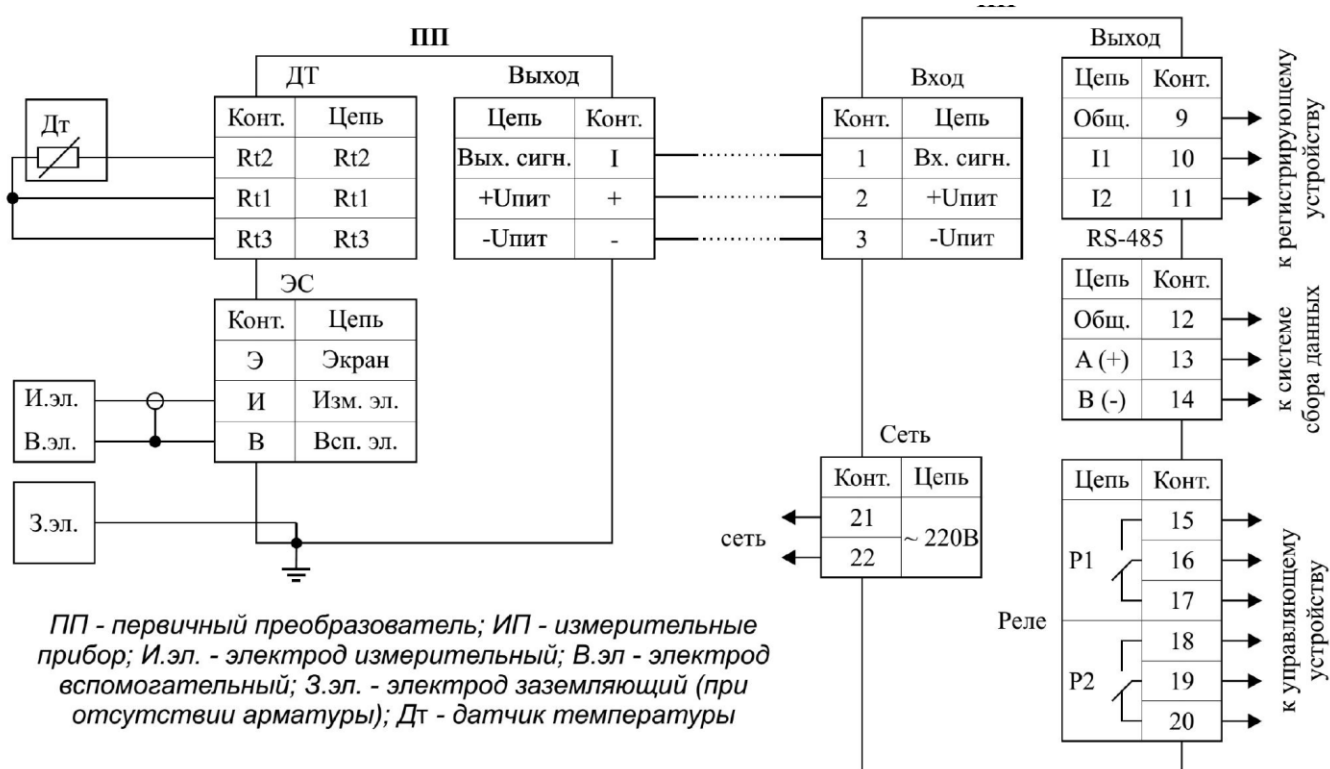 ПП
ДТ
Выход
Конт. Цепь
Rt2 Rt2
Rt1 Rt1
Rt3 Rt3
Дт
Цепь Конт.
Вых. сигн. I
+Uпит +
-Uпит -
ЭС
Конт. Цепь
Э Экран
И Изм. эл.
В Всп. эл.
И.эл.
В.эл.
З.эл.
Вход
Конт. Цепь
1 Вх. сигн.
2 +Uпит
3 -Uпит
Сеть
Конт. Цепь
21
22
~ 220В
сеть
Выход
Цепь Конт.
Общ. 9
I1 10
I2 11
к регистрирующему
устройству
RS-485
Цепь Конт.
Общ. 12
A (+) 13
B (-) 14
к системе
сбора данных
Реле
Цепь Конт.
P1
15
16
17
P2
18
19
20
к управляющему
устройству
ПП - первичный преобразователь; ИП - измерительные
прибор; И.эл. - электрод измерительный; В.эл - электрод
вспомогательный; З.эл. - электрод заземляющий (при
отсутствии арматуры); Дт - датчик температуры